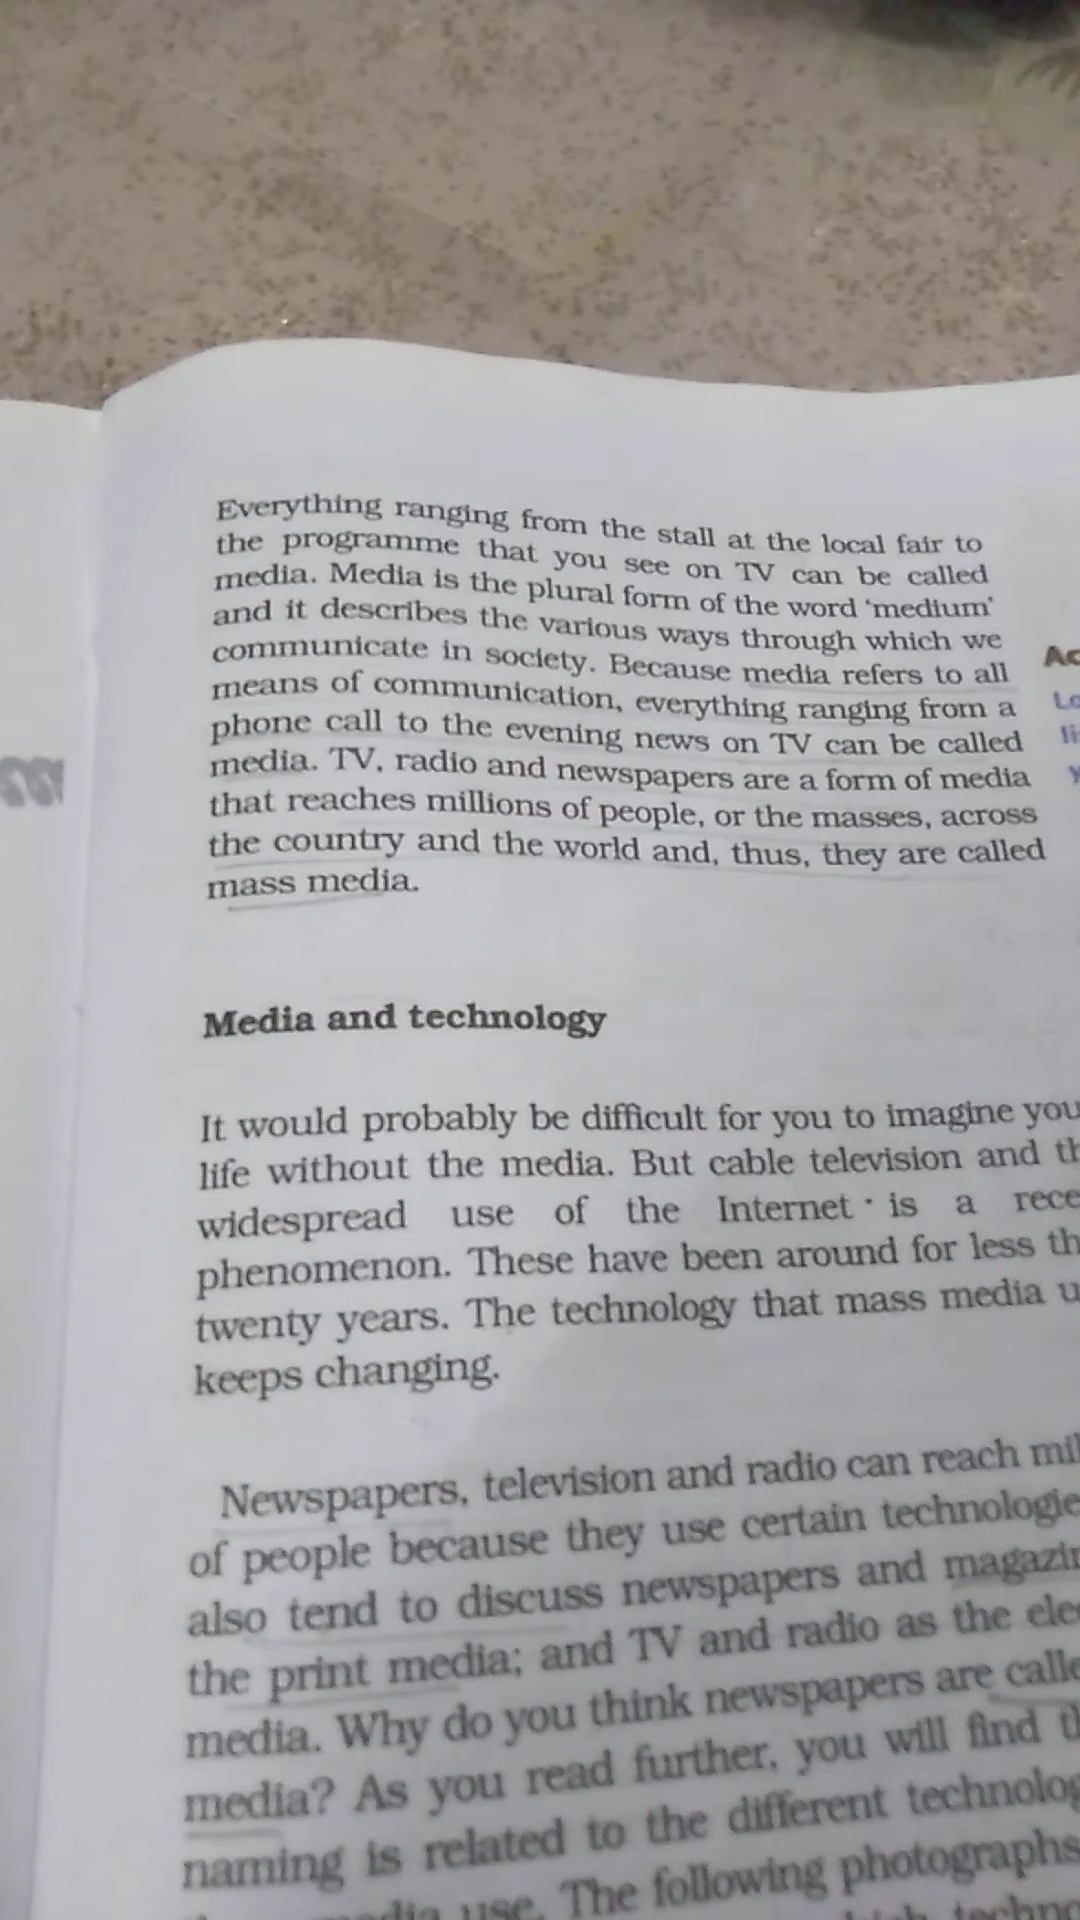 Everything ranging from the stall at the local fair to
the programme that you see on TV can be called
media. Media is the plural form of the word ‘medium’
and it describes the various ways through which we
communicate in society. Because media refers to all
means of communication, everything ranging from a
phone call to the evening news on TV can be called
media. TV, radio and newspapers are a form of media
that reaches millions of people, or the masses, across
the country and the world and, thus, they are called
mass media.
Media and technology
It would probably be difficult for you to imagine you
life without the media. But cable television and th
widespread use of the Internet is a rece
phenomenon. These have been around for less th
twenty years. The technology that mass media u
keeps changing.
Newspapers, television and radio can reach mil
of people because they use certain technologie
also tend to discuss newspapers and magazin
the print media; and TV and radio as the elec
media. Why do you think newspapers are calle
media? As you read further, you will find th
naming is related to the different technolog
media use. The following photographs
techno
Ac
Lo
li
y